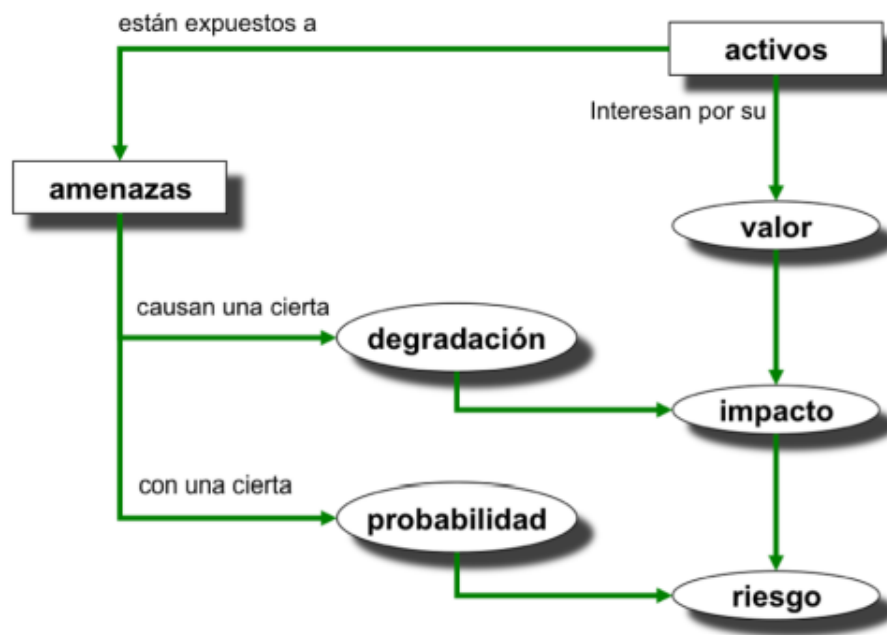 están expuestos a
activos
Interesan por su
amenazas
valor
causan una cierta
degradación
impacto
con una cierta
probabilidad
riesgo